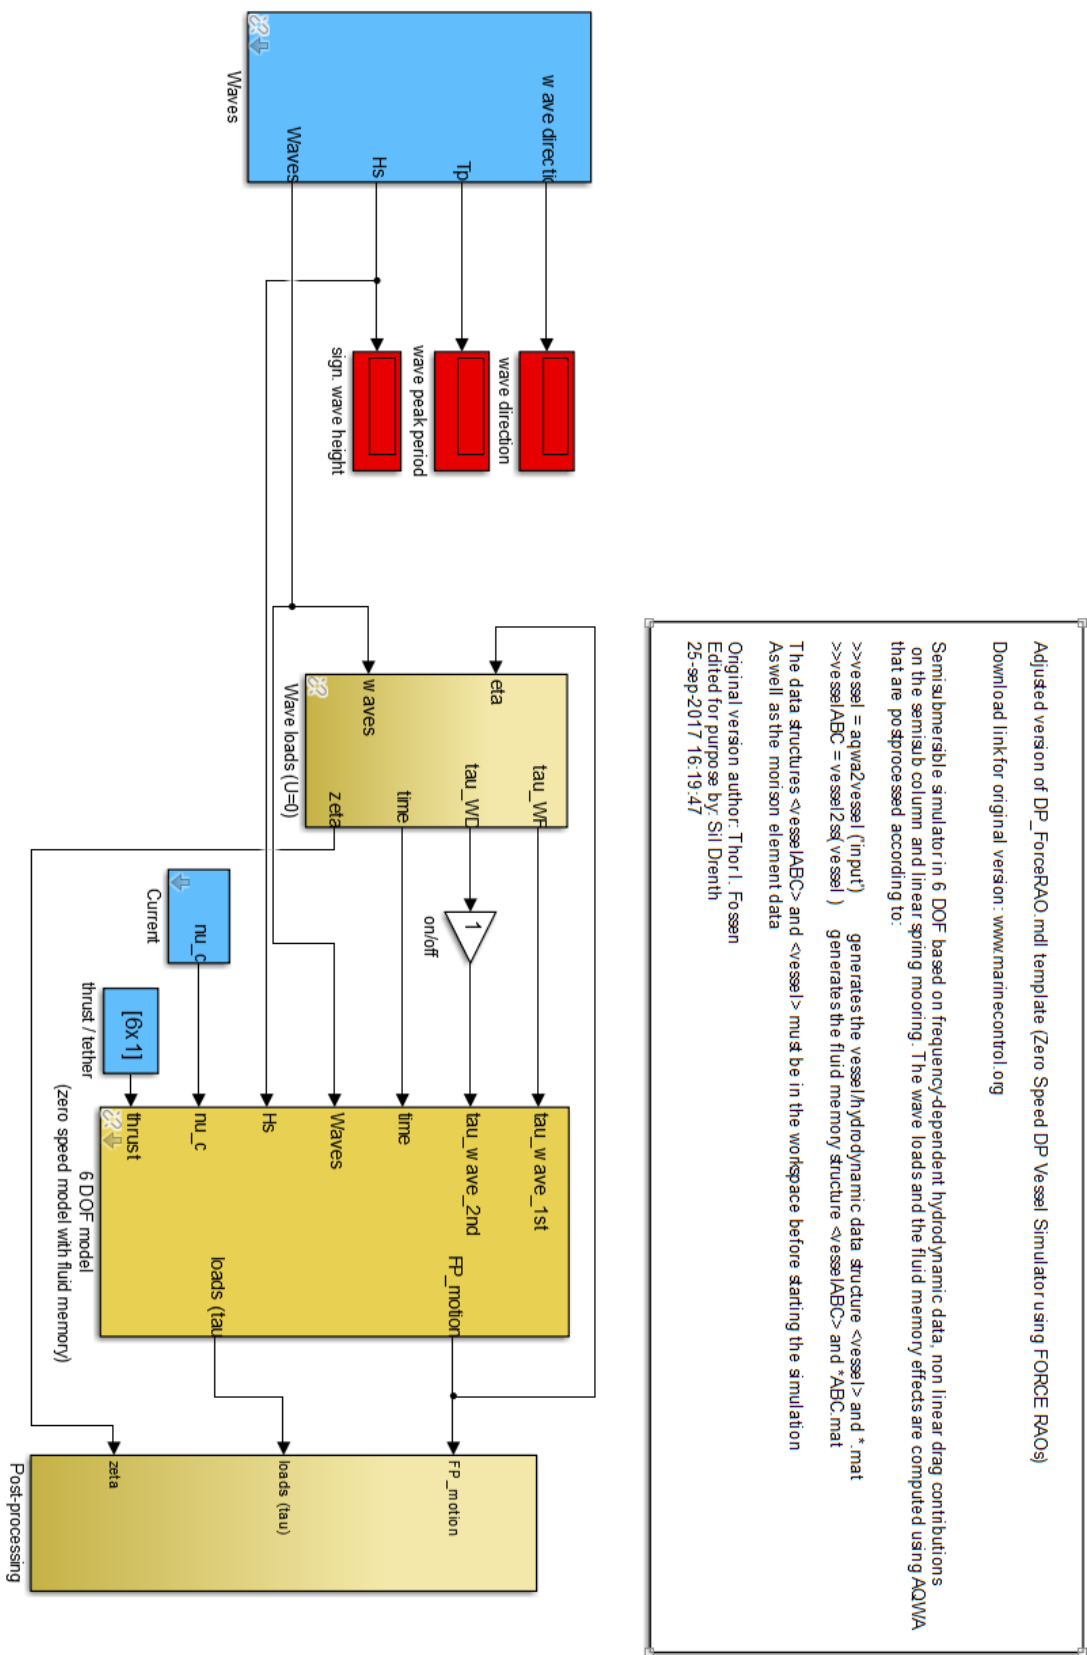 Adjusted version of DP_ForceRAO.mdl template (Zero Speed DP Vessel Simulator using FORCE RAOs)
Download link for original version: www.marinecontrol.org
Semisubmersible simulator in 6 DOF based on frequency-dependent hydrodynamic data, non linear drag contributions
on the semisub column and linear spring mooring. The wave loads and the fluid memory effects are computed using AQWA
that are postprocessed according to:
>>vessel = aqwa2vessel ('input') generates the vessel/hydrodynamic data structure <vessel> and *.mat
>>vesselABC = vessel2ss(vessel ) generates the fluid memory structure <vesselABC> and *ABC.mat
The data structures <vesselABC> and <vessel> must be in the workspace before starting the simulation
Aswell as the morison element data
Original version author: Thor I. Fossen
Edited for purpose by: Sil Drenth
25-sep-2017 16:19:47
wave directi
Tp
Hs
Waves
Waves
wave direction
wave peak period
sign. wave height
eta
waves
tau_WF
tau_WD
time
zeta
Wave loads (U=0)
1
on/off
nu_c
Current
[6x1]
thrust / tether
tau_wave_1st
tau_wave_2nd
time
Waves
Hs
nu_c
thrust
FP_motion
loads (tau
6 DOF model
(zero speed model with fluid memory)
FP_motion
loads (tau)
zeta
Post-processing